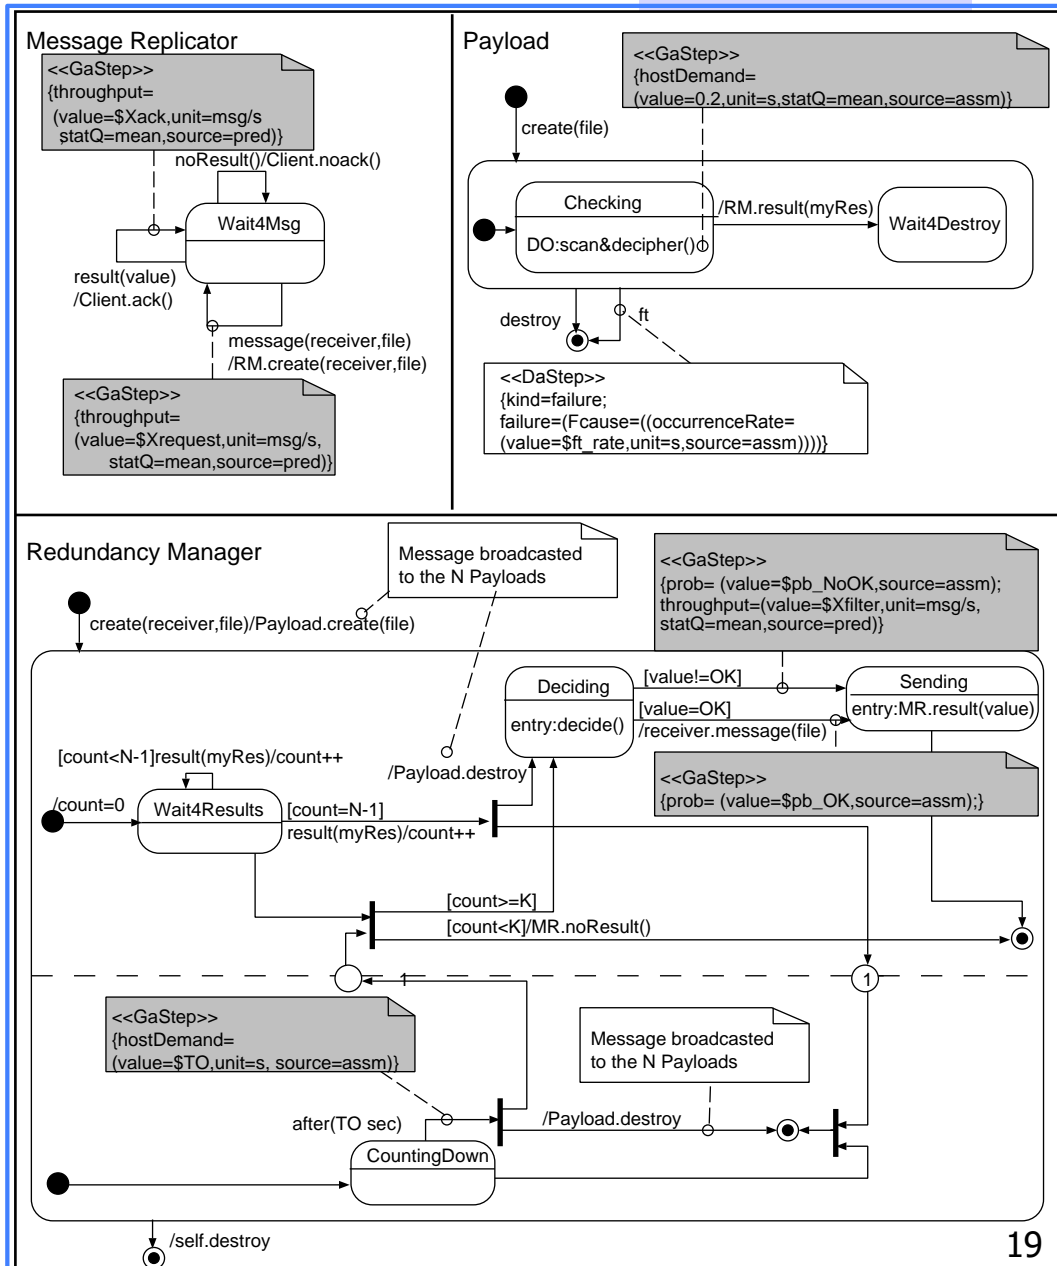 Message Replicator
<<GaStep>>
{throughput=
(value=$Xack,unit=msg/s
,statQ=mean,source=pred)}
noResult()/Client.noack()
Wait4Msg
result(value)
/Client.ack()
message(receiver,file)
/RM.create(receiver,file)
<<GaStep>>
{throughput=
(value=$Xrequest,unit=msg/s,
statQ=mean,source=pred)}
Payload
<<GaStep>>
{hostDemand=
(value=0.2,unit=s,statQ=mean,source=assm)}
create(file)
Checking
DO:scan&decipher()
/RM.result(myRes)
Wait4Destroy
destroy
ft
<<DaStep>>
{kind=failure;
failure=(Fcause=((occurrenceRate=
(value=$ft_rate,unit=s,source=assm))))}
Redundancy Manager
Message broadcasted
to the N Payloads
<<GaStep>>
{prob= (value=$pb_NoOK,source=assm);
throughput=(value=$Xfilter,unit=msg/s,
statQ=mean,source=pred)}
create(receiver,file)/Payload.create(file)
Deciding
entry:decide()
[value!=OK]
[value=OK]
/receiver.message(file)
Sending
entry:MR.result(value)
<<GaStep>>
{prob= (value=$pb_OK,source=assm);}
/Payload.destroy
[count<N-1]result(myRes)/count++
/count=0
Wait4Results
[count=N-1]
result(myRes)/count++
[count>=K]
[count<K]/MR.noResult()
1
1
<<GaStep>>
{hostDemand=
(value=$TO,unit=s, source=assm)}
Message broadcasted
to the N Payloads
after(TO sec)
/Payload.destroy
CountingDown
/self.destroy
19